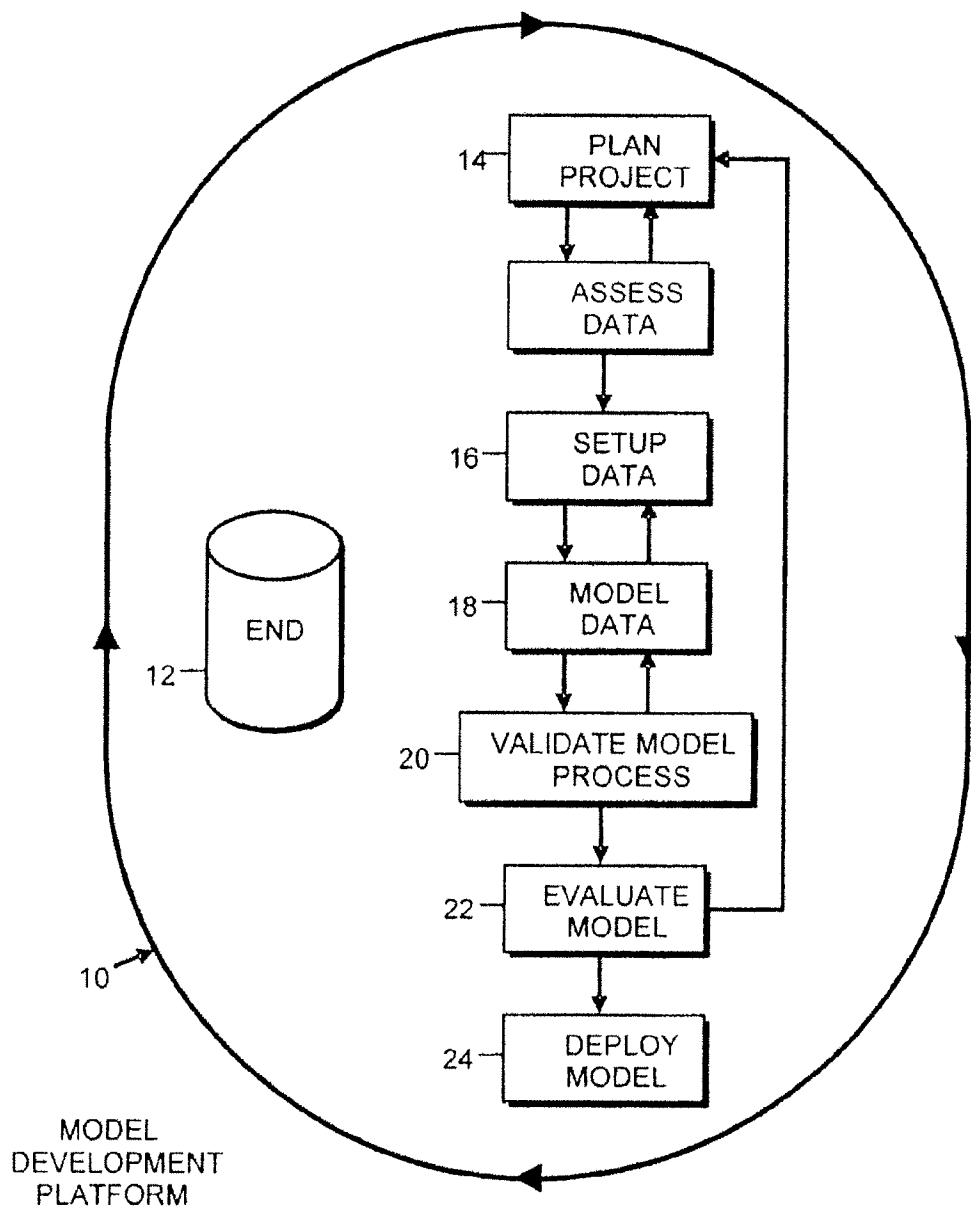 14
PLAN
PROJECT
ASSESS
DATA
16
SETUP
DATA
18
MODEL
DATA
END
12
20
VALIDATE MODEL
PROCESS
22
EVALUATE
MODEL
10
24
DEPLOY
MODEL
MODEL
DEVELOPMENT
PLATFORM